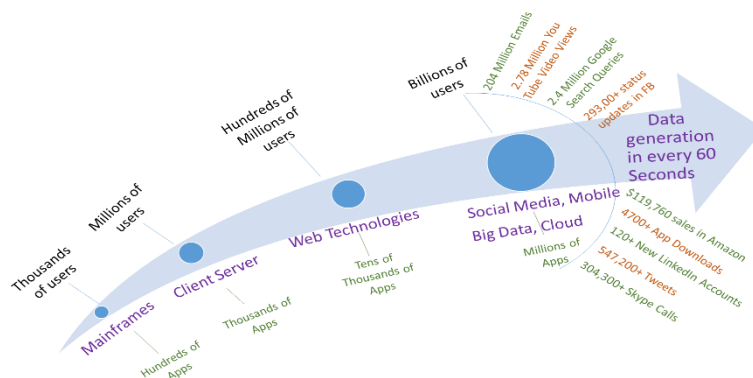 Thousands
of users
Mainframes
Hundreds of
Apps
Millions of
users
Client Server
Thousands of
Apps
Hundreds of
Millions of
users
Web Technologies
Tens of
Thousands of
Apps
Billions of
users
Social Media, Mobile
Big Data, Cloud
Millions of
Apps
204 Million Emails
2.78 Million You
Tube Video Views
2.4 Million Google
Search Queries
293,00+ status
updates in FB
Data
generation
in every 60
Seconds
$119,760 sales in Amazon
4700+ App Downloads
120+ New LinkedIn Accounts
547,200+ Tweets
304,300+ Skype Calls